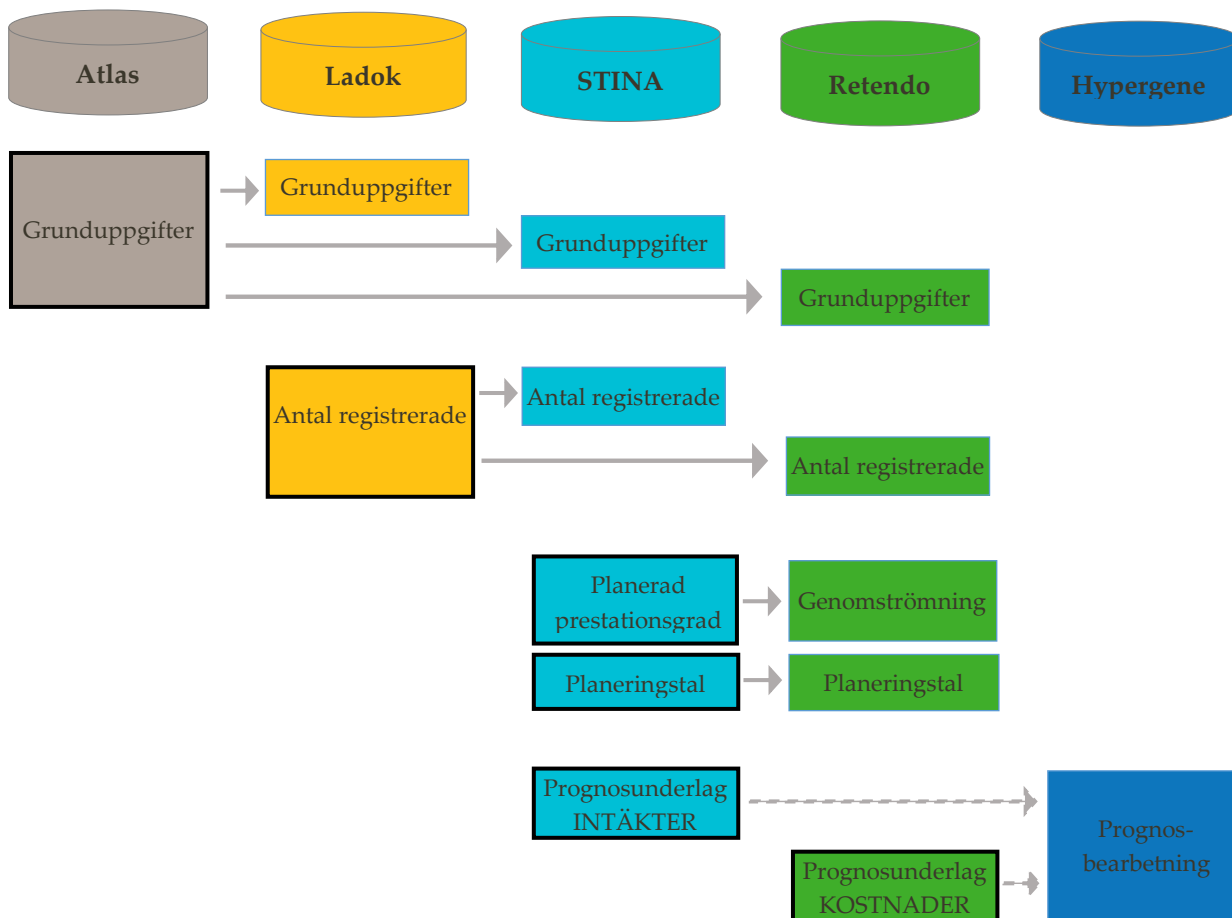 Atlas
Ladok
STINA
Retendo
Hypergene
Grunduppgifter
Grunduppgifter
Grunduppgifter
Grunduppgifter
Antal registrerade
Antal registrerade
Antal registrerade
Planerad
prestationsgrad
Genomströmning
Planeringstal
Planeringstal
Prognosunderlag
INTÄKTER
Prognos-
bearbetning
Prognosunderlag
KOSTNADER